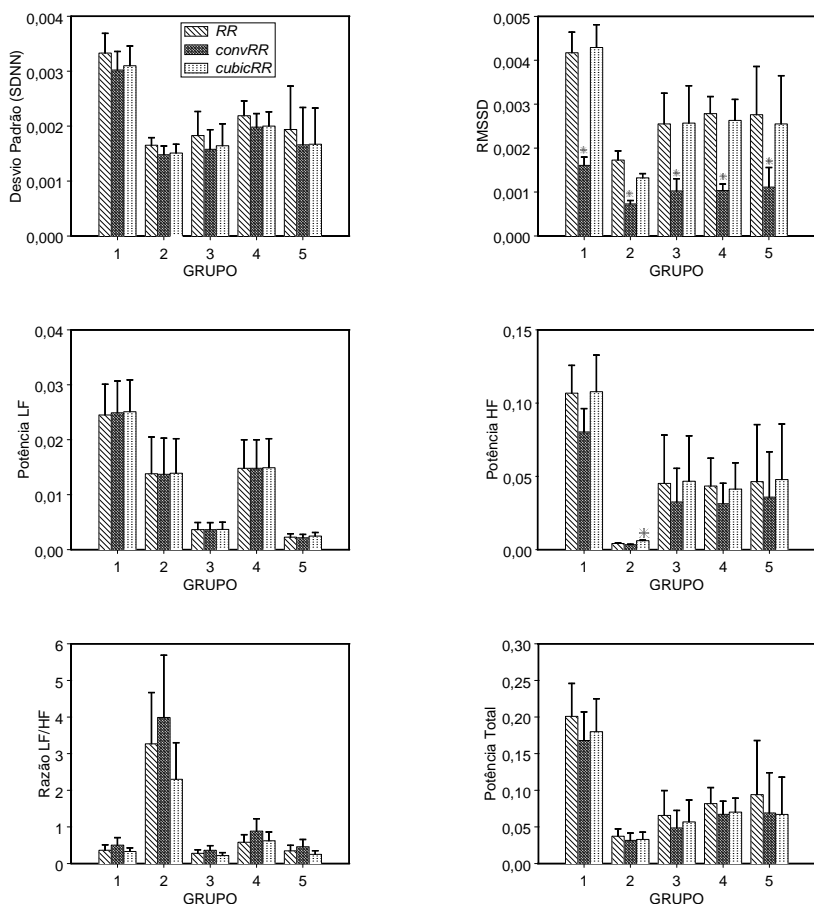 Desvio Padrão (SDNN)
0,004
0,003
0,002
0,001
0,000
RR
convRR
cubicRR
1 2 3 4 5
GRUPO
RMSSD
0,005
0,004
0,003
0,002
0,001
0,000
* * * * *
1 2 3 4 5
GRUPO
Potência LF
0,04
0,03
0,02
0,01
0,00
1 2 3 4 5
GRUPO
Potência HF
0,15
0,10
0,05
0,00
*
1 2 3 4 5
GRUPO
Razão LF/HF
6
5
4
3
2
1
0
1 2 3 4 5
GRUPO
Potência Total
0,30
0,25
0,20
0,15
0,10
0,05
0,00
1 2 3 4 5
GRUPO